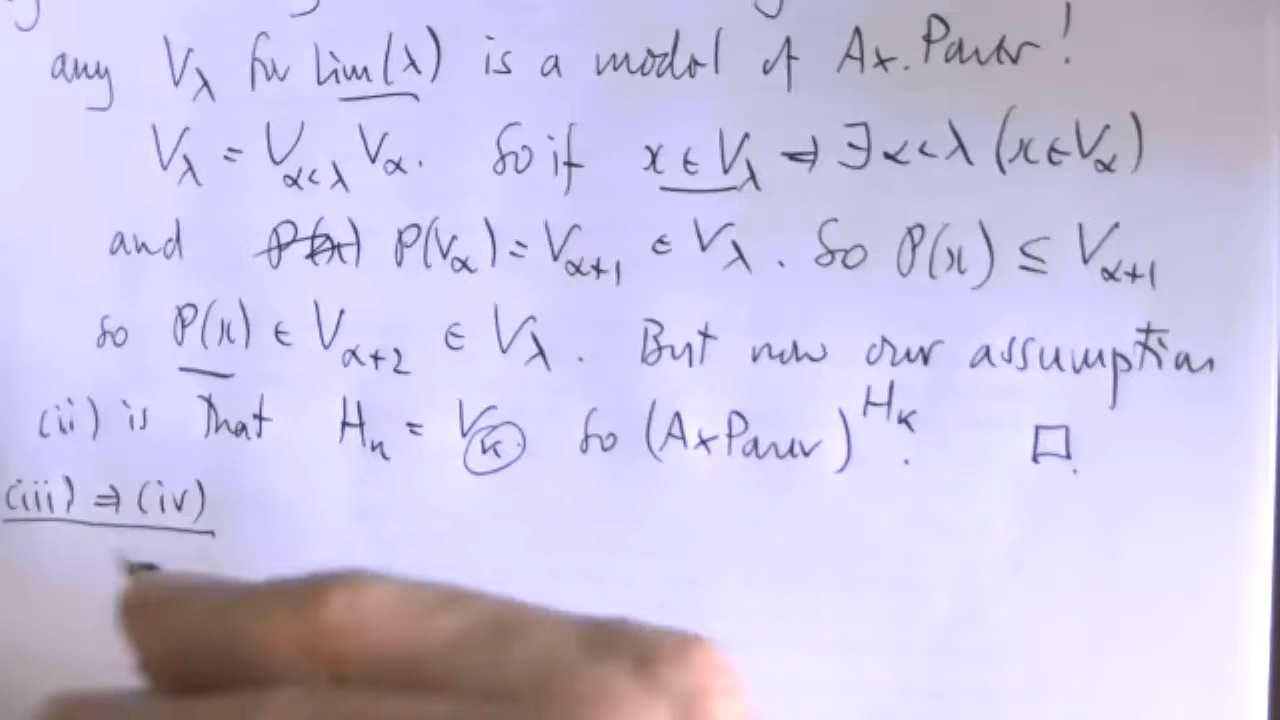 any V_λ for Lim(λ) is a model of Ax. Power!
V_λ = ⋃_{α<λ} V_α. So if x ∈ V_λ ⇒ ∃α<λ (x∈V_α)
and P(x) P(V_α) = V_{α+1} ∈ V_λ. So P(x) ⊆ V_{α+1}
so P(x) ∈ V_{α+2} ∈ V_λ. But now our assumption
(ii) is that H_κ = V_κ. So (AxPower)^{H_κ}. □
(iii) ⇒ (iv)